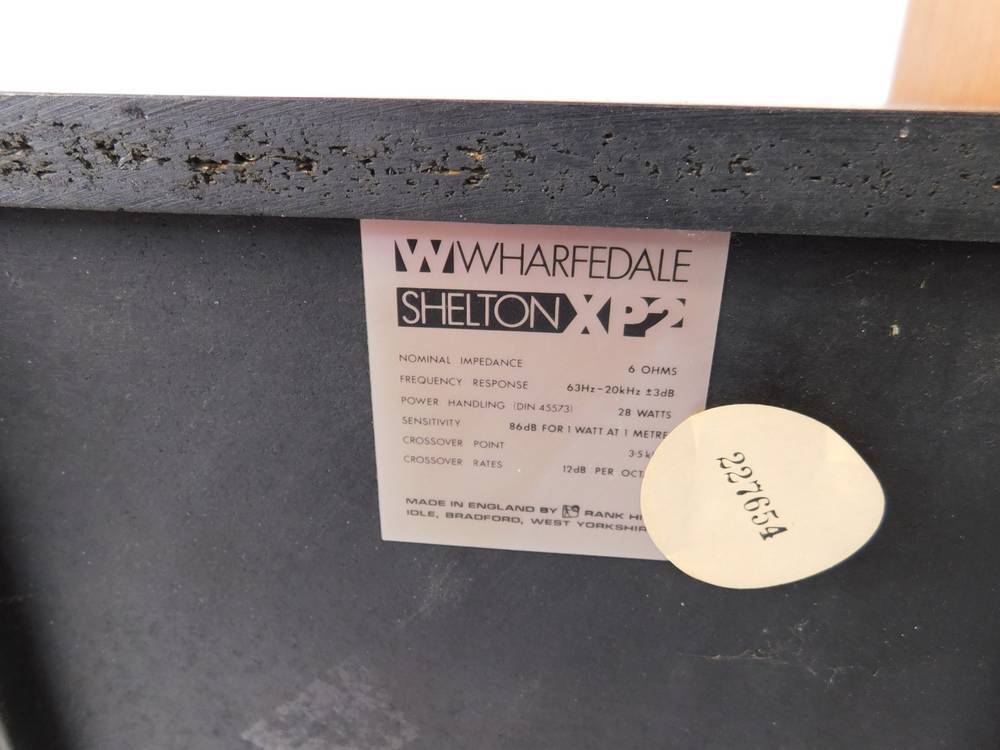 WHARFEDALE
SHELTON XP2
NOMINAL IMPEDANCE 6 OHMS
FREQUENCY RESPONSE 63Hz-20kHz ±3dB
POWER HANDLING (DIN 45573) 28 WATTS
SENSITIVITY 86dB FOR 1 WATT AT 1 METRE
CROSSOVER POINT 3·5
CROSSOVER RATES 12dB PER
MADE IN ENGLAND BY RANK
IDLE, BRADFORD, WEST
227654